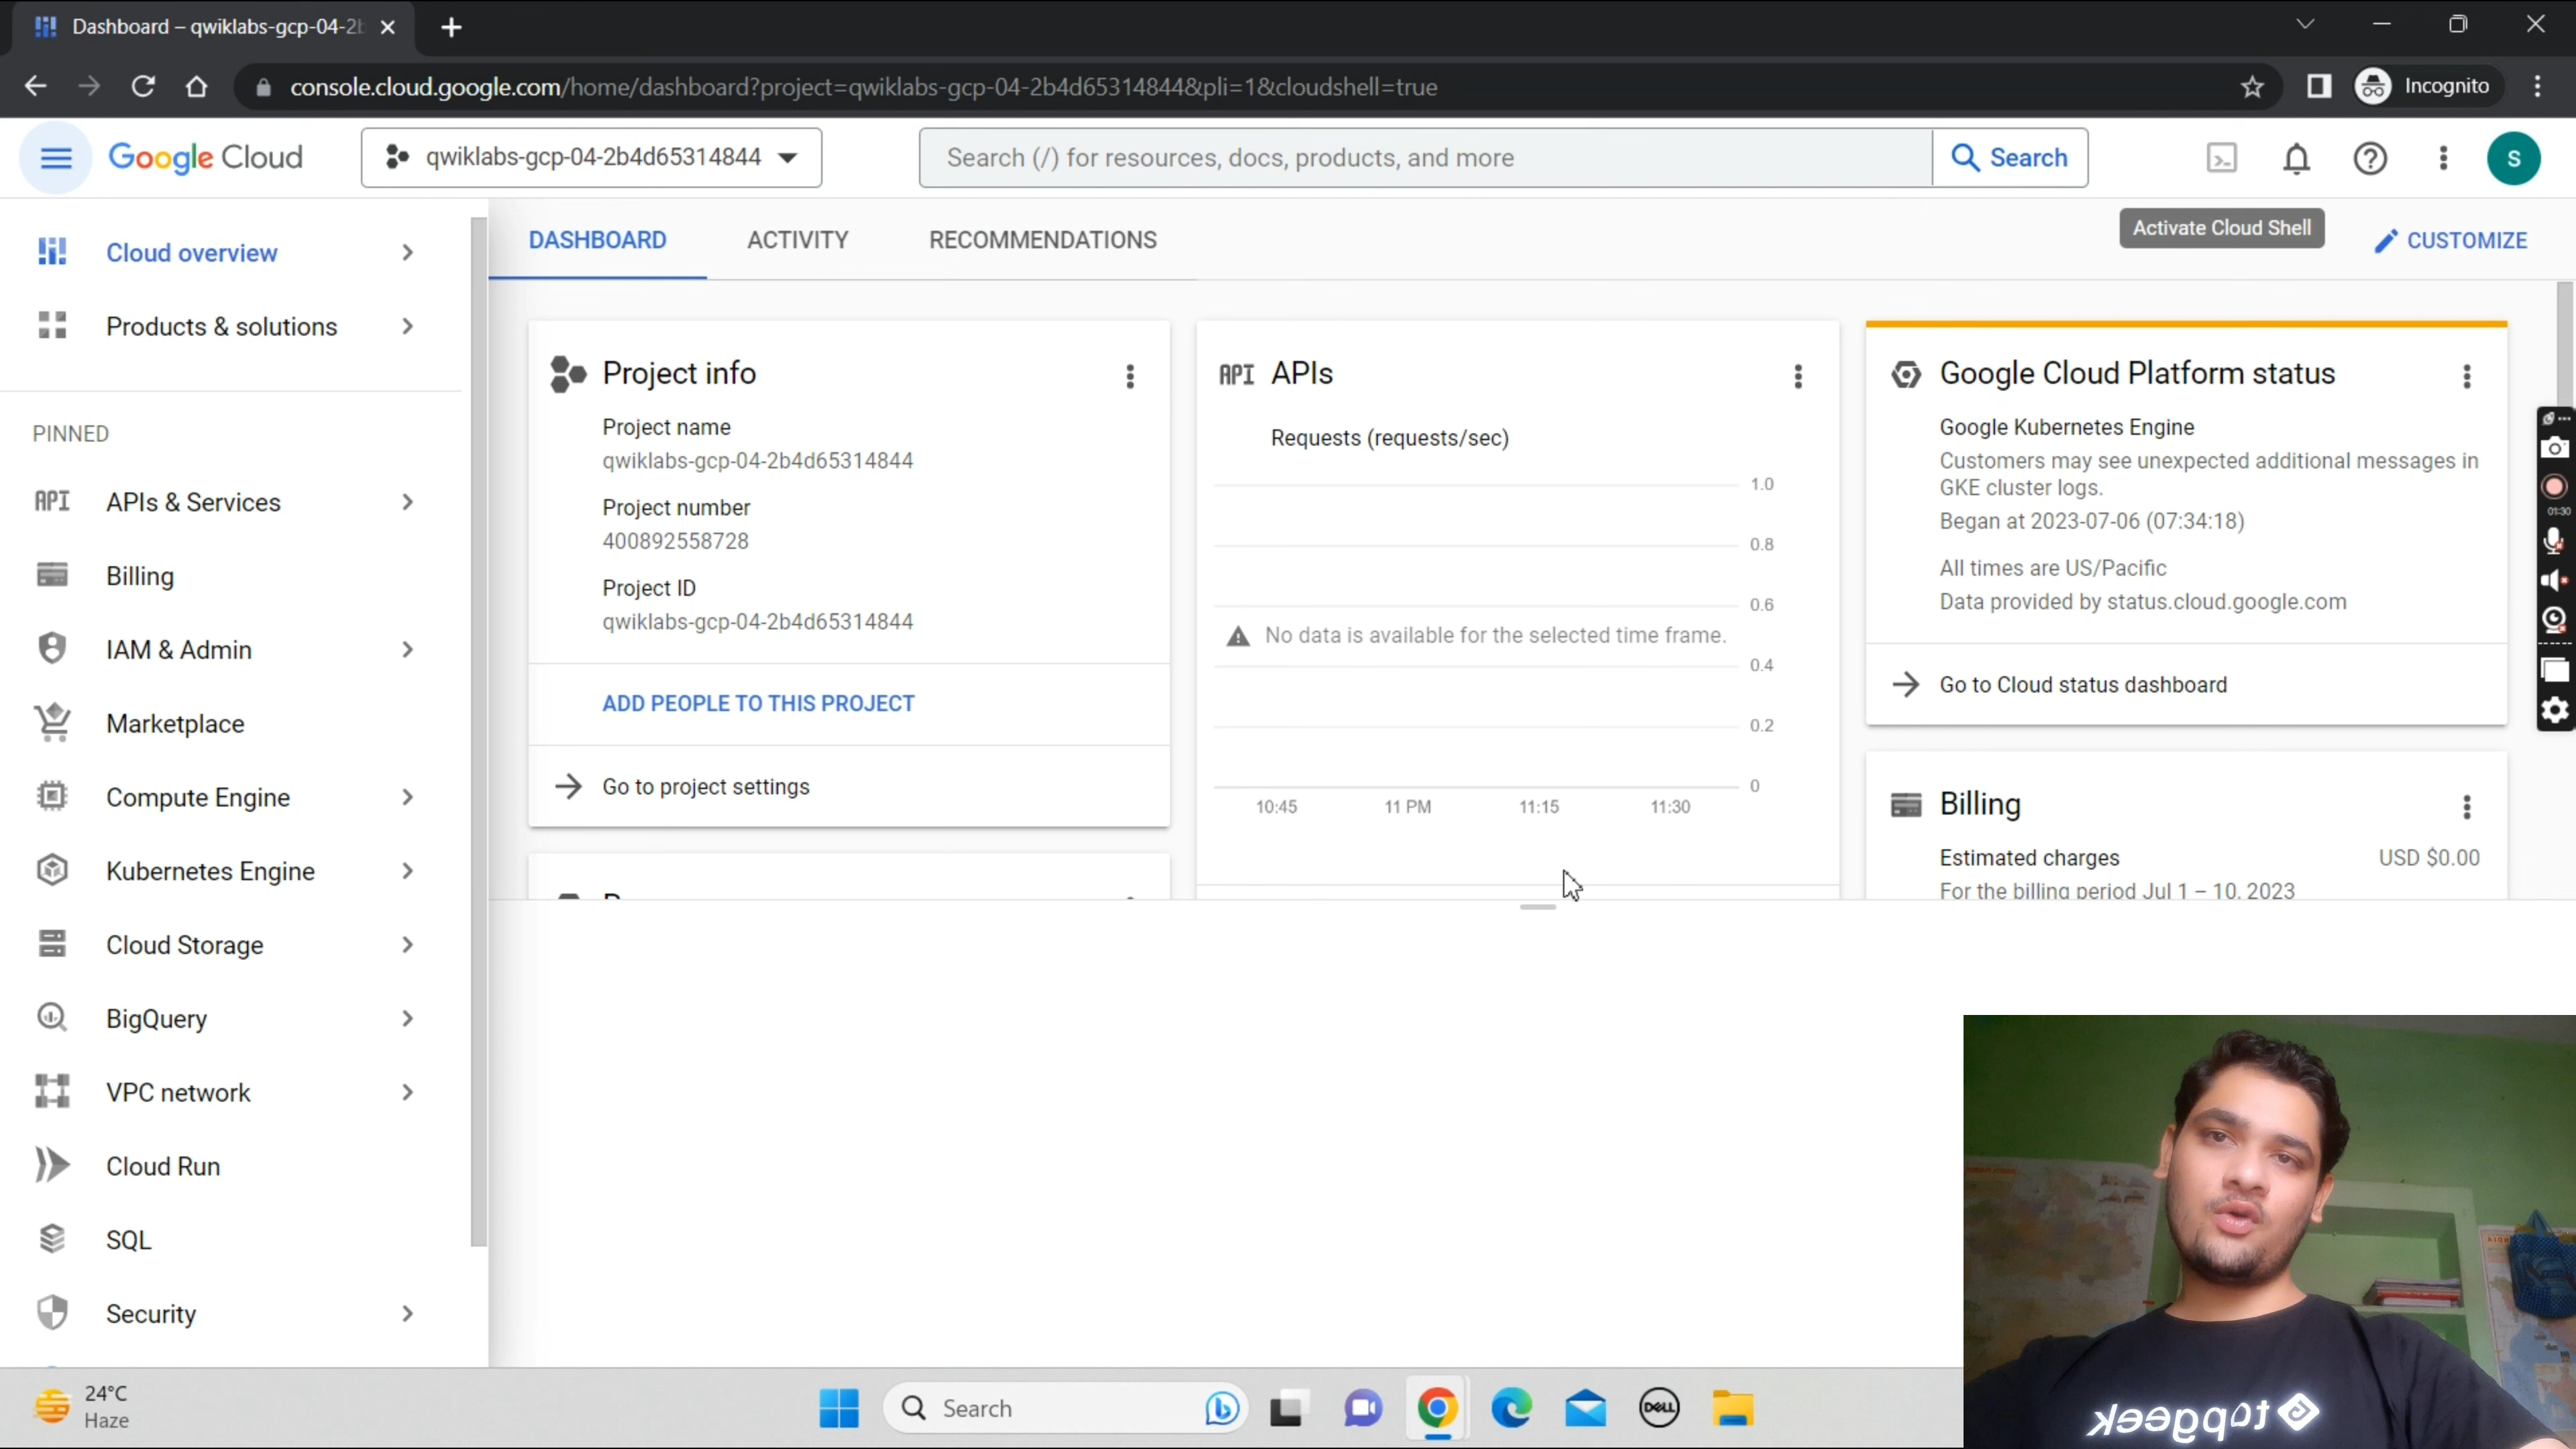 Dashboard – qwiklabs-gcp-04-2b
console.cloud.google.com/home/dashboard?project=qwiklabs-gcp-04-2b4d65314844&pli=1&cloudshell=true
Incognito
Google Cloud
qwiklabs-gcp-04-2b4d65314844
Search (/) for resources, docs, products, and more
Search
S
Cloud overview
Products & solutions
PINNED
API APIs & Services
Billing
IAM & Admin
Marketplace
Compute Engine
Kubernetes Engine
Cloud Storage
BigQuery
VPC network
Cloud Run
SQL
Security
DASHBOARD
ACTIVITY
RECOMMENDATIONS
Activate Cloud Shell
CUSTOMIZE
Project info
Project name
qwiklabs-gcp-04-2b4d65314844
Project number
400892558728
Project ID
qwiklabs-gcp-04-2b4d65314844
ADD PEOPLE TO THIS PROJECT
Go to project settings
API APIs
Requests (requests/sec)
1.0
0.8
0.6
No data is available for the selected time frame.
0.4
0.2
0
10:45 11 PM 11:15 11:30
Google Cloud Platform status
Google Kubernetes Engine
Customers may see unexpected additional messages in
GKE cluster logs.
Began at 2023-07-06 (07:34:18)
All times are US/Pacific
Data provided by status.cloud.google.com
Go to Cloud status dashboard
Billing
Estimated charges USD $0.00
For the billing period Jul 1 – 10, 2023
01:30
topgeek
24°C
Haze
Search
DELL